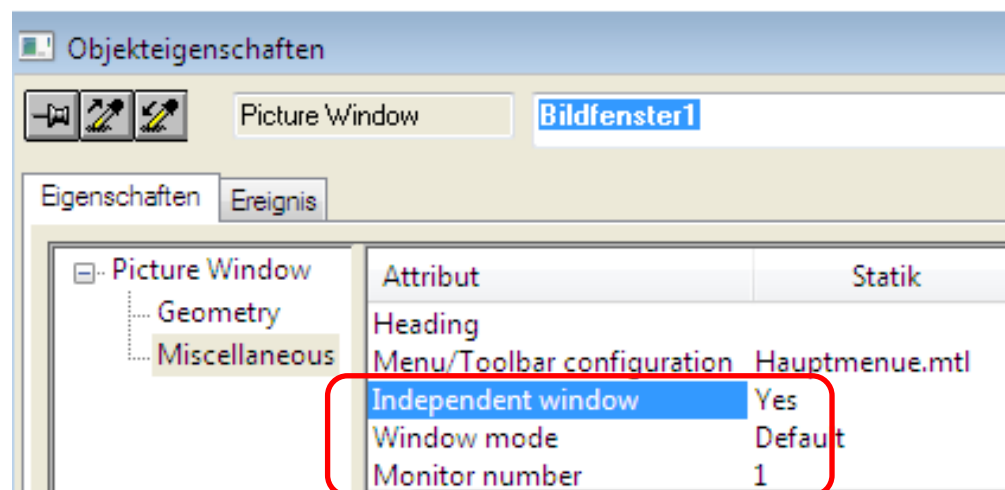 Objekteigenschaften
Picture Window Bildfenster1
Eigenschaften Ereignis
Picture Window
Geometry
Miscellaneous
Attribut Statik
Heading
Menu/Toolbar configuration Hauptmenue.mtl
Independent window Yes
Window mode Default
Monitor number 1